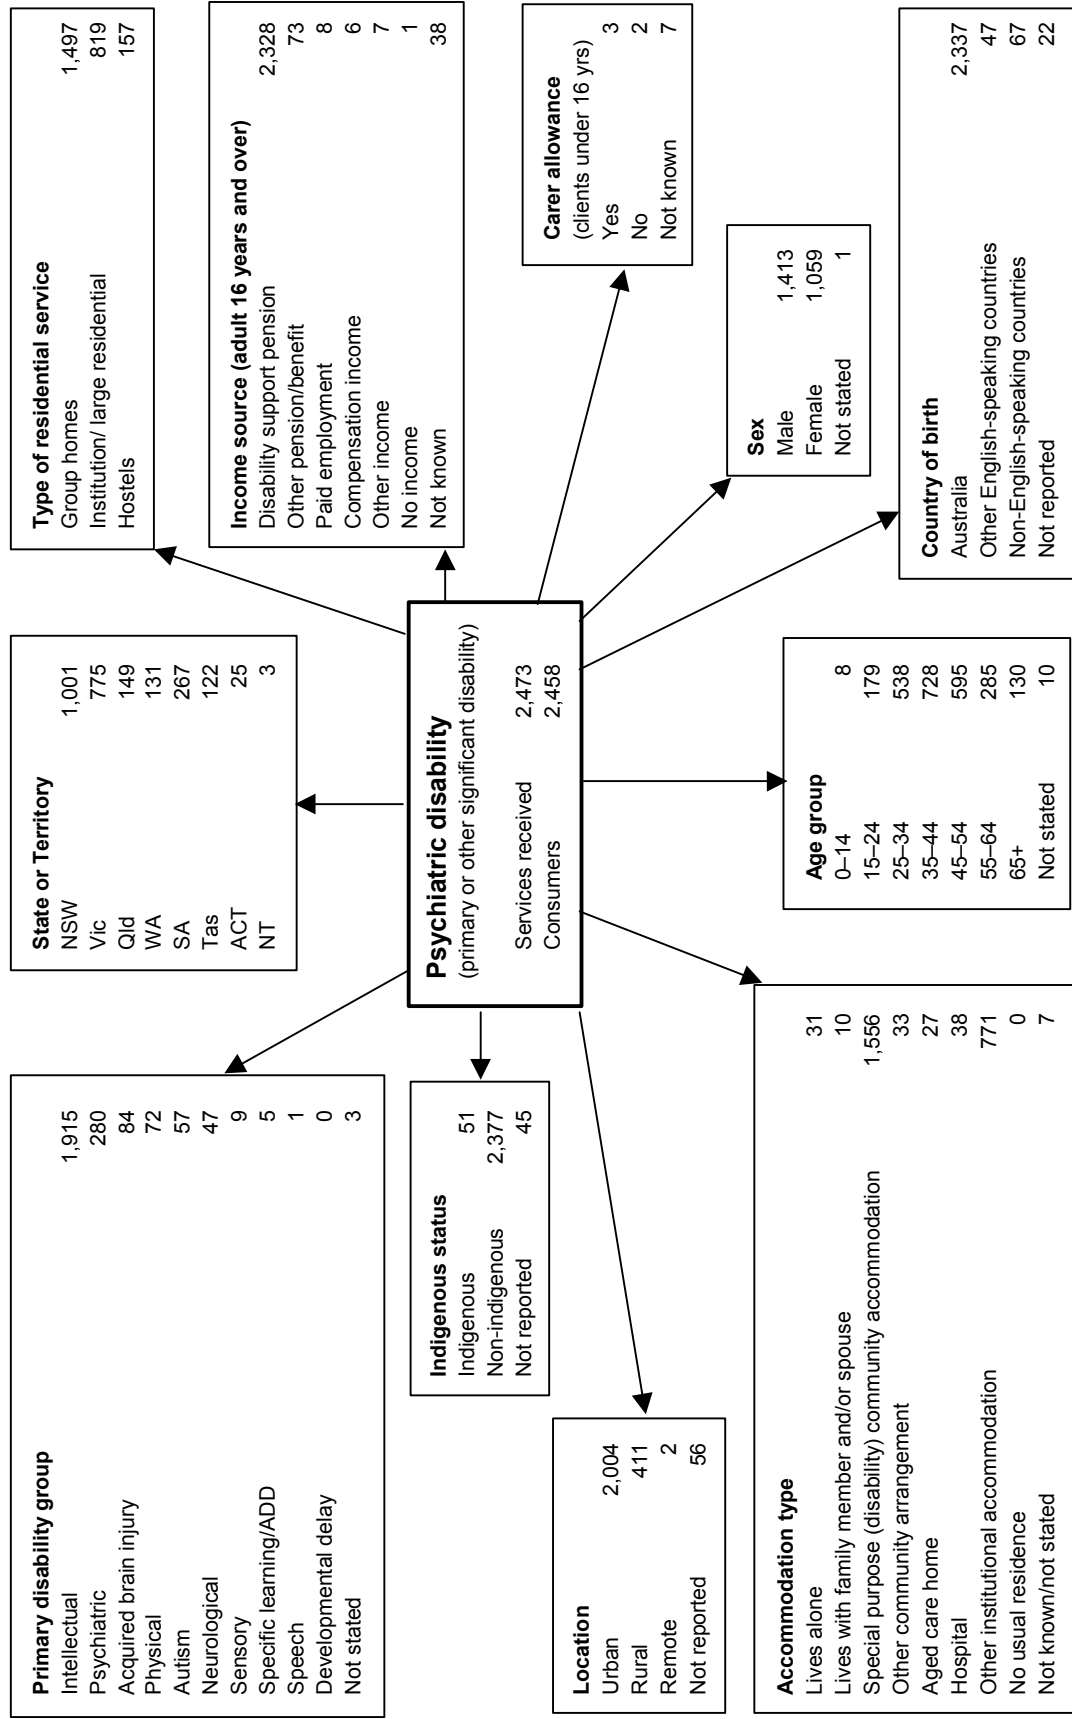 Primary disability group
Intellectual 1,915
Psychiatric 280
Acquired brain injury 84
Physical 72
Autism 57
Neurological 47
Sensory 9
Specific learning/ADD 5
Speech 1
Developmental delay 0
Not stated 3
State or Territory
NSW 1,001
Vic 775
Qld 149
WA 131
SA 267
Tas 122
ACT 25
NT 3
Type of residential service
Group homes 1,497
Institution/ large residential 819
Hostels 157
Income source (adult 16 years and over)
Disability support pension 2,328
Other pension/benefit 73
Paid employment 8
Compensation income 6
Other income 7
No income 1
Not known 38
Indigenous status
Indigenous 51
Non-indigenous 2,377
Not reported 45
Psychiatric disability
(primary or other significant disability)
Services received 2,473
Consumers 2,458
Carer allowance
(clients under 16 yrs)
Yes 3
No 2
Not known 7
Location
Urban 2,004
Rural 411
Remote 2
Not reported 56
Sex
Male 1,413
Female 1,059
Not stated 1
Accommodation type
Lives alone 31
Lives with family member and/or spouse 10
Special purpose (disability) community accommodation 1,556
Other community arrangement 33
Aged care home 27
Hospital 38
Other institutional accommodation 771
No usual residence 0
Not known/not stated 7
Age group
0–14 8
15–24 179
25–34 538
35–44 728
45–54 595
55–64 285
65+ 130
Not stated 10
Country of birth
Australia 2,337
Other English-speaking countries 47
Non-English-speaking countries 67
Not reported 22